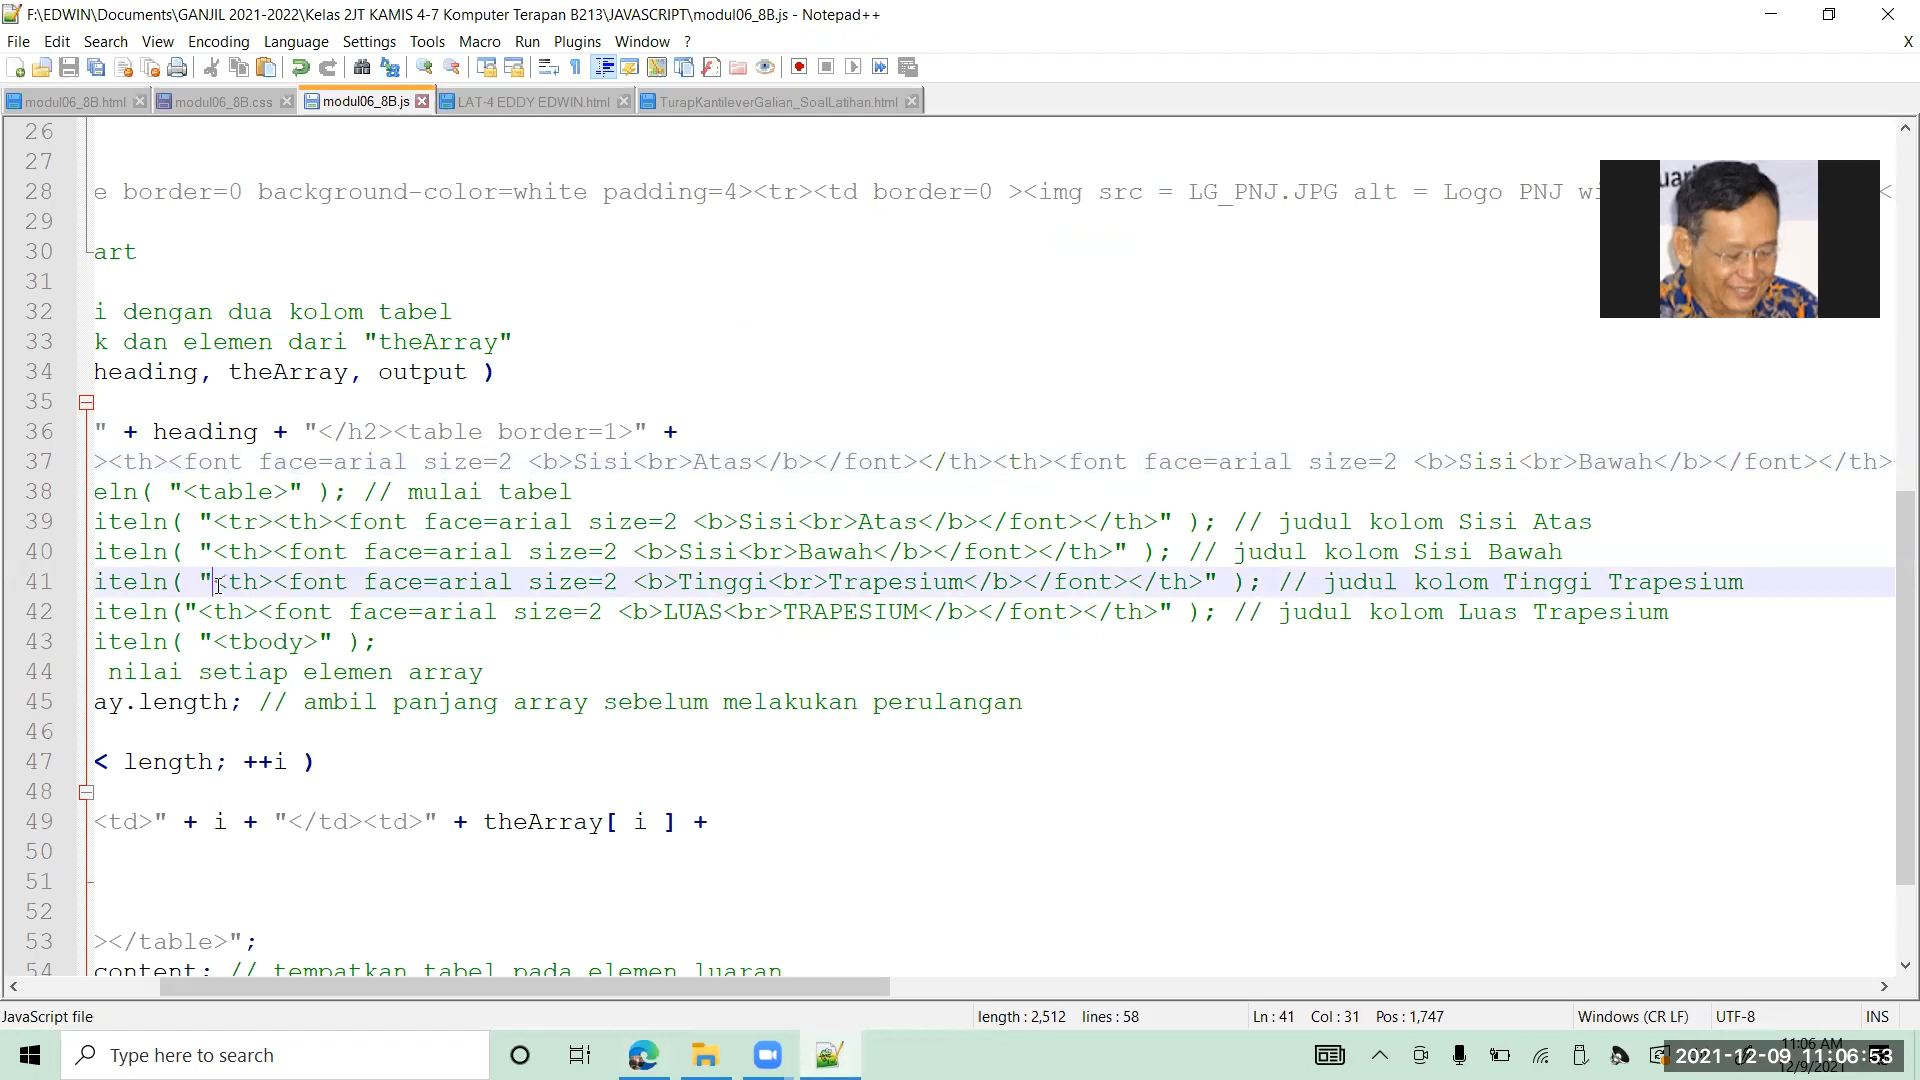 F:\EDWIN\Documents\GANJIL 2021-2022\Kelas 2JT KAMIS 4-7 Komputer Terapan B213\JAVASCRIPT\modul06_8B.js - Notepad++
File Edit Search View Encoding Language Settings Tools Macro Run Plugins Window ? X
modul06_8B.html modul06_8B.css modul06_8B.js LAT-4 EDDY EDWIN.html TurapKantileverGalian_SoalLatihan.html
26
27
28 e border=0 background-color=white padding=4><tr><td border=0 ><img src = LG_PNJ.JPG alt = Logo PNJ wi <
29
30 art
31
32 i dengan dua kolom tabel
33 k dan elemen dari "theArray"
34 heading, theArray, output )
35
36 " + heading + "</h2><table border=1>" +
37 ><th><font face=arial size=2 <b>Sisi<br>Atas</b></font></th><th><font face=arial size=2 <b>Sisi<br>Bawah</b></font></th>
38 eln( "<table>" ); // mulai tabel
39 iteln( "<tr><th><font face=arial size=2 <b>Sisi<br>Atas</b></font></th>" ); // judul kolom Sisi Atas
40 iteln( "<th><font face=arial size=2 <b>Sisi<br>Bawah</b></font></th>" ); // judul kolom Sisi Bawah
41 iteln( "<th><font face=arial size=2 <b>Tinggi<br>Trapesium</b></font></th>" ); // judul kolom Tinggi Trapesium
42 iteln("<th><font face=arial size=2 <b>LUAS<br>TRAPESIUM</b></font></th>" ); // judul kolom Luas Trapesium
43 iteln( "<tbody>" );
44 nilai setiap elemen array
45 ay.length; // ambil panjang array sebelum melakukan perulangan
46
47 < length; ++i )
48
49 <td>" + i + "</td><td>" + theArray[ i ] +
50
51
52
53 ></table>";
54 content; // tempatkan tabel pada elemen luaran
JavaScript file length : 2,512 lines : 58 Ln : 41 Col : 31 Pos : 1,747 Windows (CR LF) UTF-8 INS
Type here to search
11:06 AM
2021-12-09 11:06:53